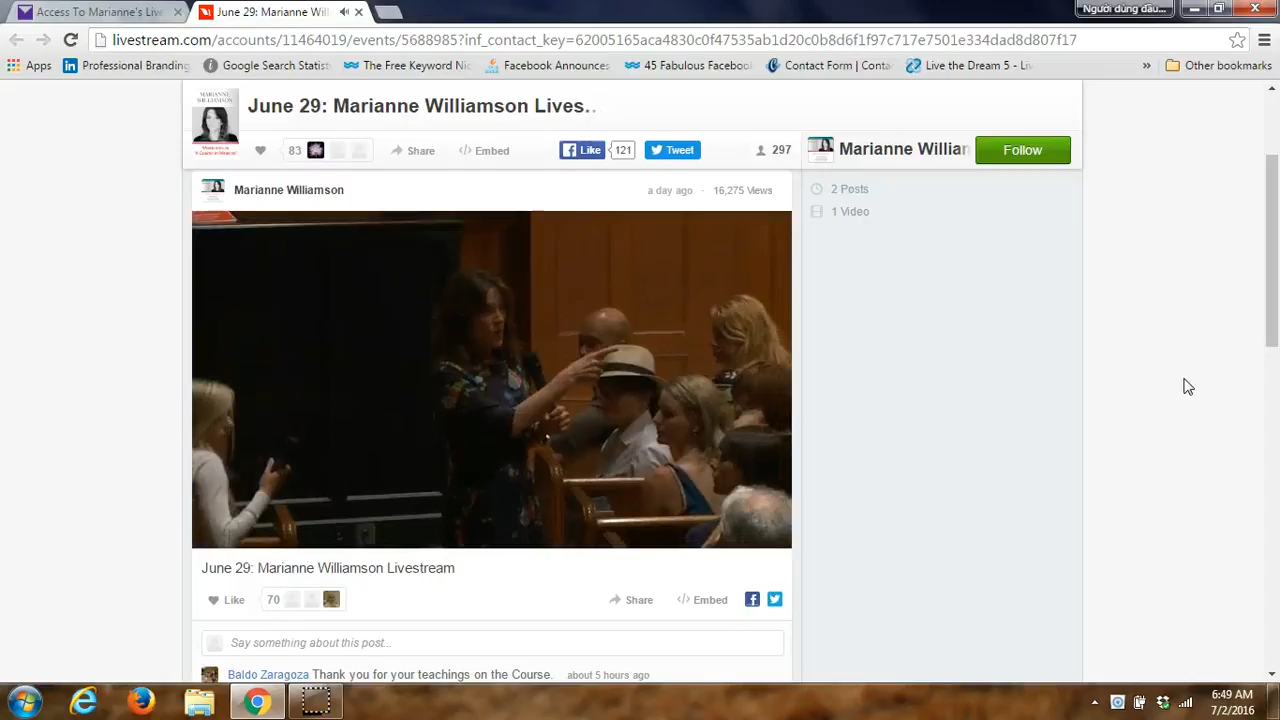 Access To Marianne's Live
June 29: Marianne Will
Người dùng đầu...
livestream.com/accounts/11464019/events/5688985?inf_contact_key=62005165aca4830c0f47535ab1d20c0b8d6f1f97c717e7501e334dad8d807f17
Apps
Professional Branding
Google Search Statist
The Free Keyword Nic
Facebook Announces
45 Fabulous Facebook
Contact Form | Conta
Live the Dream 5 - Liv
»
Other bookmarks
MARIANNE
WILLIAMSON
June 29: Marianne Williamson Lives..
83
Share
Embed
Like
121
Tweet
297
Marianne Willian
Follow
Marianne Williamson
a day ago
16,275 Views
2 Posts
1 Video
June 29: Marianne Williamson Livestream
Like
70
Share
Embed
Say something about this post...
Baldo Zaragoza Thank you for your teachings on the Course. about 5 hours ago
6:49 AM
7/2/2016